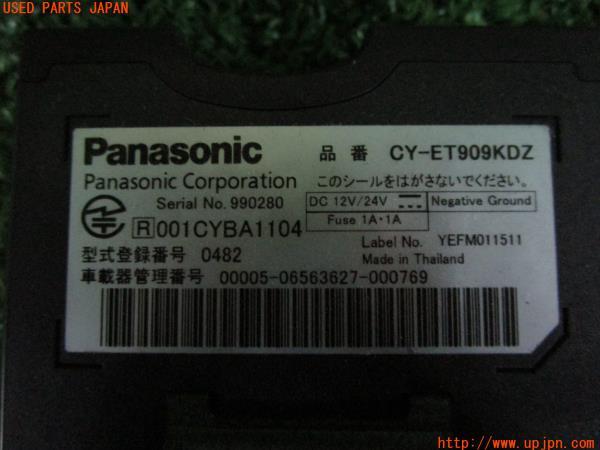 USED PARTS JAPAN
Panasonic 品番 CY-ET909KDZ
Panasonic Corporation このシールをはがさないでください。
Serial No. 990280 DC 12V/24V Negative Ground
R 001CYBA1104 Fuse 1A・1A
Label No. YEFM011511
型式登録番号 0482 Made in Thailand
車載器管理番号 00005-06563627-000769
http://www.upjpn.com/